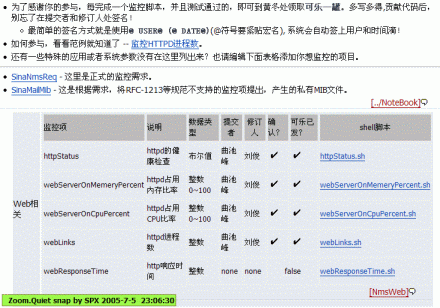 为了感谢你的参与，每完成一个监控脚本，并且测试通过的，即可到黄冬处领取可乐一罐。多写多得，贡献代码后，
别忘了在提交者和修订人处签名！
最简单的签名方式就是使用@ USER@ (@ DATE@)(@符号要紧贴签名)，系统会自动签上用户和时间滴！
如何参与，看看范例就知道了 -- 监控HTTPD进程数。
还有一些特殊的应用或者系统参数没有在这里列出来？也请编辑下面表格添加你想监控的项目。
SinaNmsReq - 这里是正式的监控需求。
SinaMailMib - 这是根据需求，将RFC-1213等规范不支持的监控项提出，产生的私有MIB文件。
[../NoteBook]
监控项 说明 数据类型 提交者 修订人 确认？ 可乐已发？ shell脚本
Web相关
httpStatus httpd的健康检查 布尔值 曲池峰 刘俊 ✔ ✔ httpStatus.sh
webServerOnMemoryPercent httpd占用内存比率 整数 0~100 曲池峰 刘俊 ✔ ✔ webServerOnMemoryPercent.sh
webServerOnCpuPercent httpd占用CPU比率 整数 0~100 曲池峰 刘俊 ✔ ✔ webServerOnCpuPercent.sh
webLinks httpd进程数 整数 曲池峰 刘俊 ✔ ✔ webLinks.sh
webResponseTime http响应时间 整数 none none false webResponseTime.sh
[NmsWeb]
Zoom.Quiet snap by SPX 2005-7-5 23:06:30